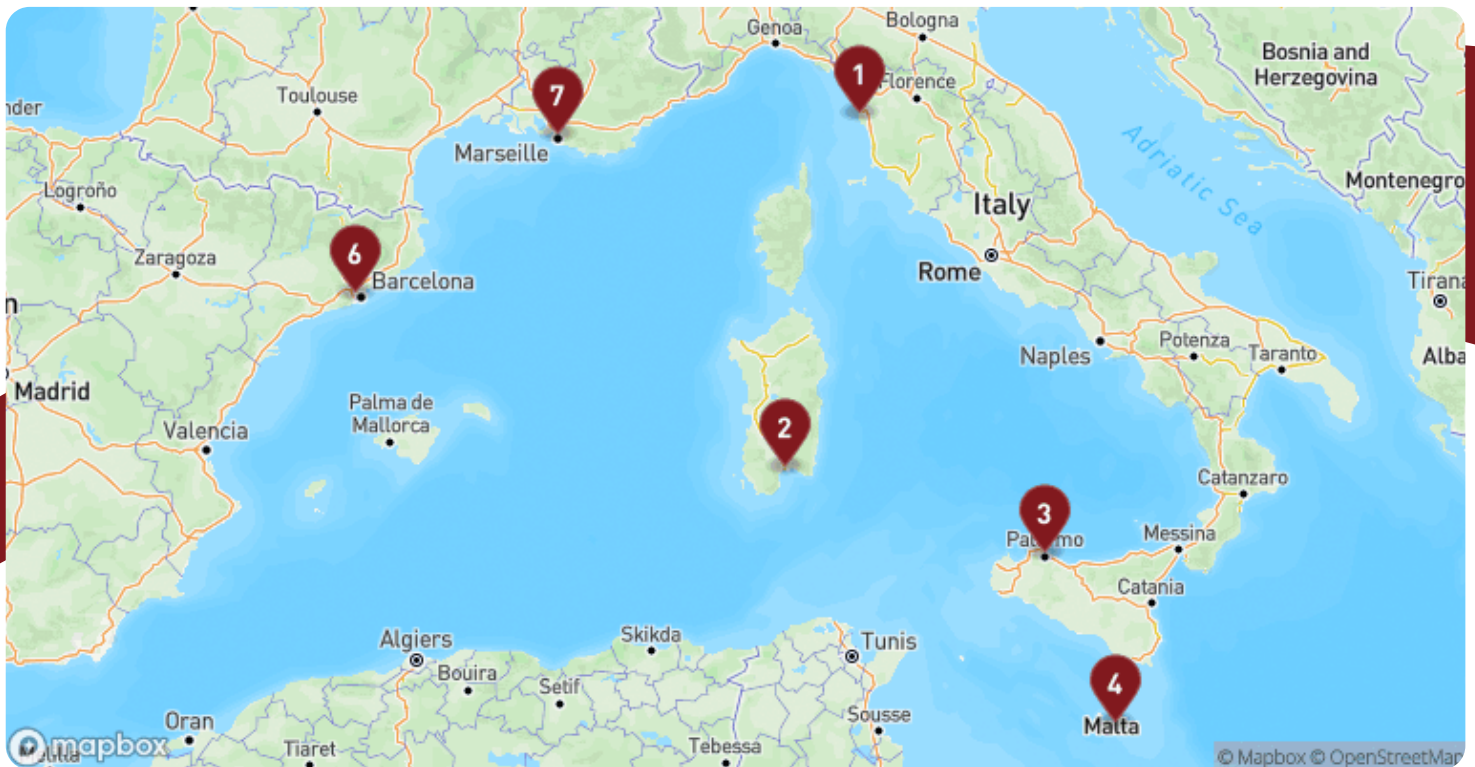 Genoa
Bologna
Bosnia and
Herzegovina
1
Florence
7
Toulouse
nder
Marseille
Adriatic Sea
Logroño
Montenegro
Italy
6
Zaragoza
Barcelona
Rome
Tirana
n
Naples
Potenza
Taranto
Alba
Madrid
Palma de
Mallorca
2
Valencia
Catanzaro
3
Messina
Catania
Algiers
Skikda
Tunis
Bouira
Setif
4
Malta
Oran
Sousse
Tiaret
Tebessa
mapbox
© Mapbox © OpenStreetMap